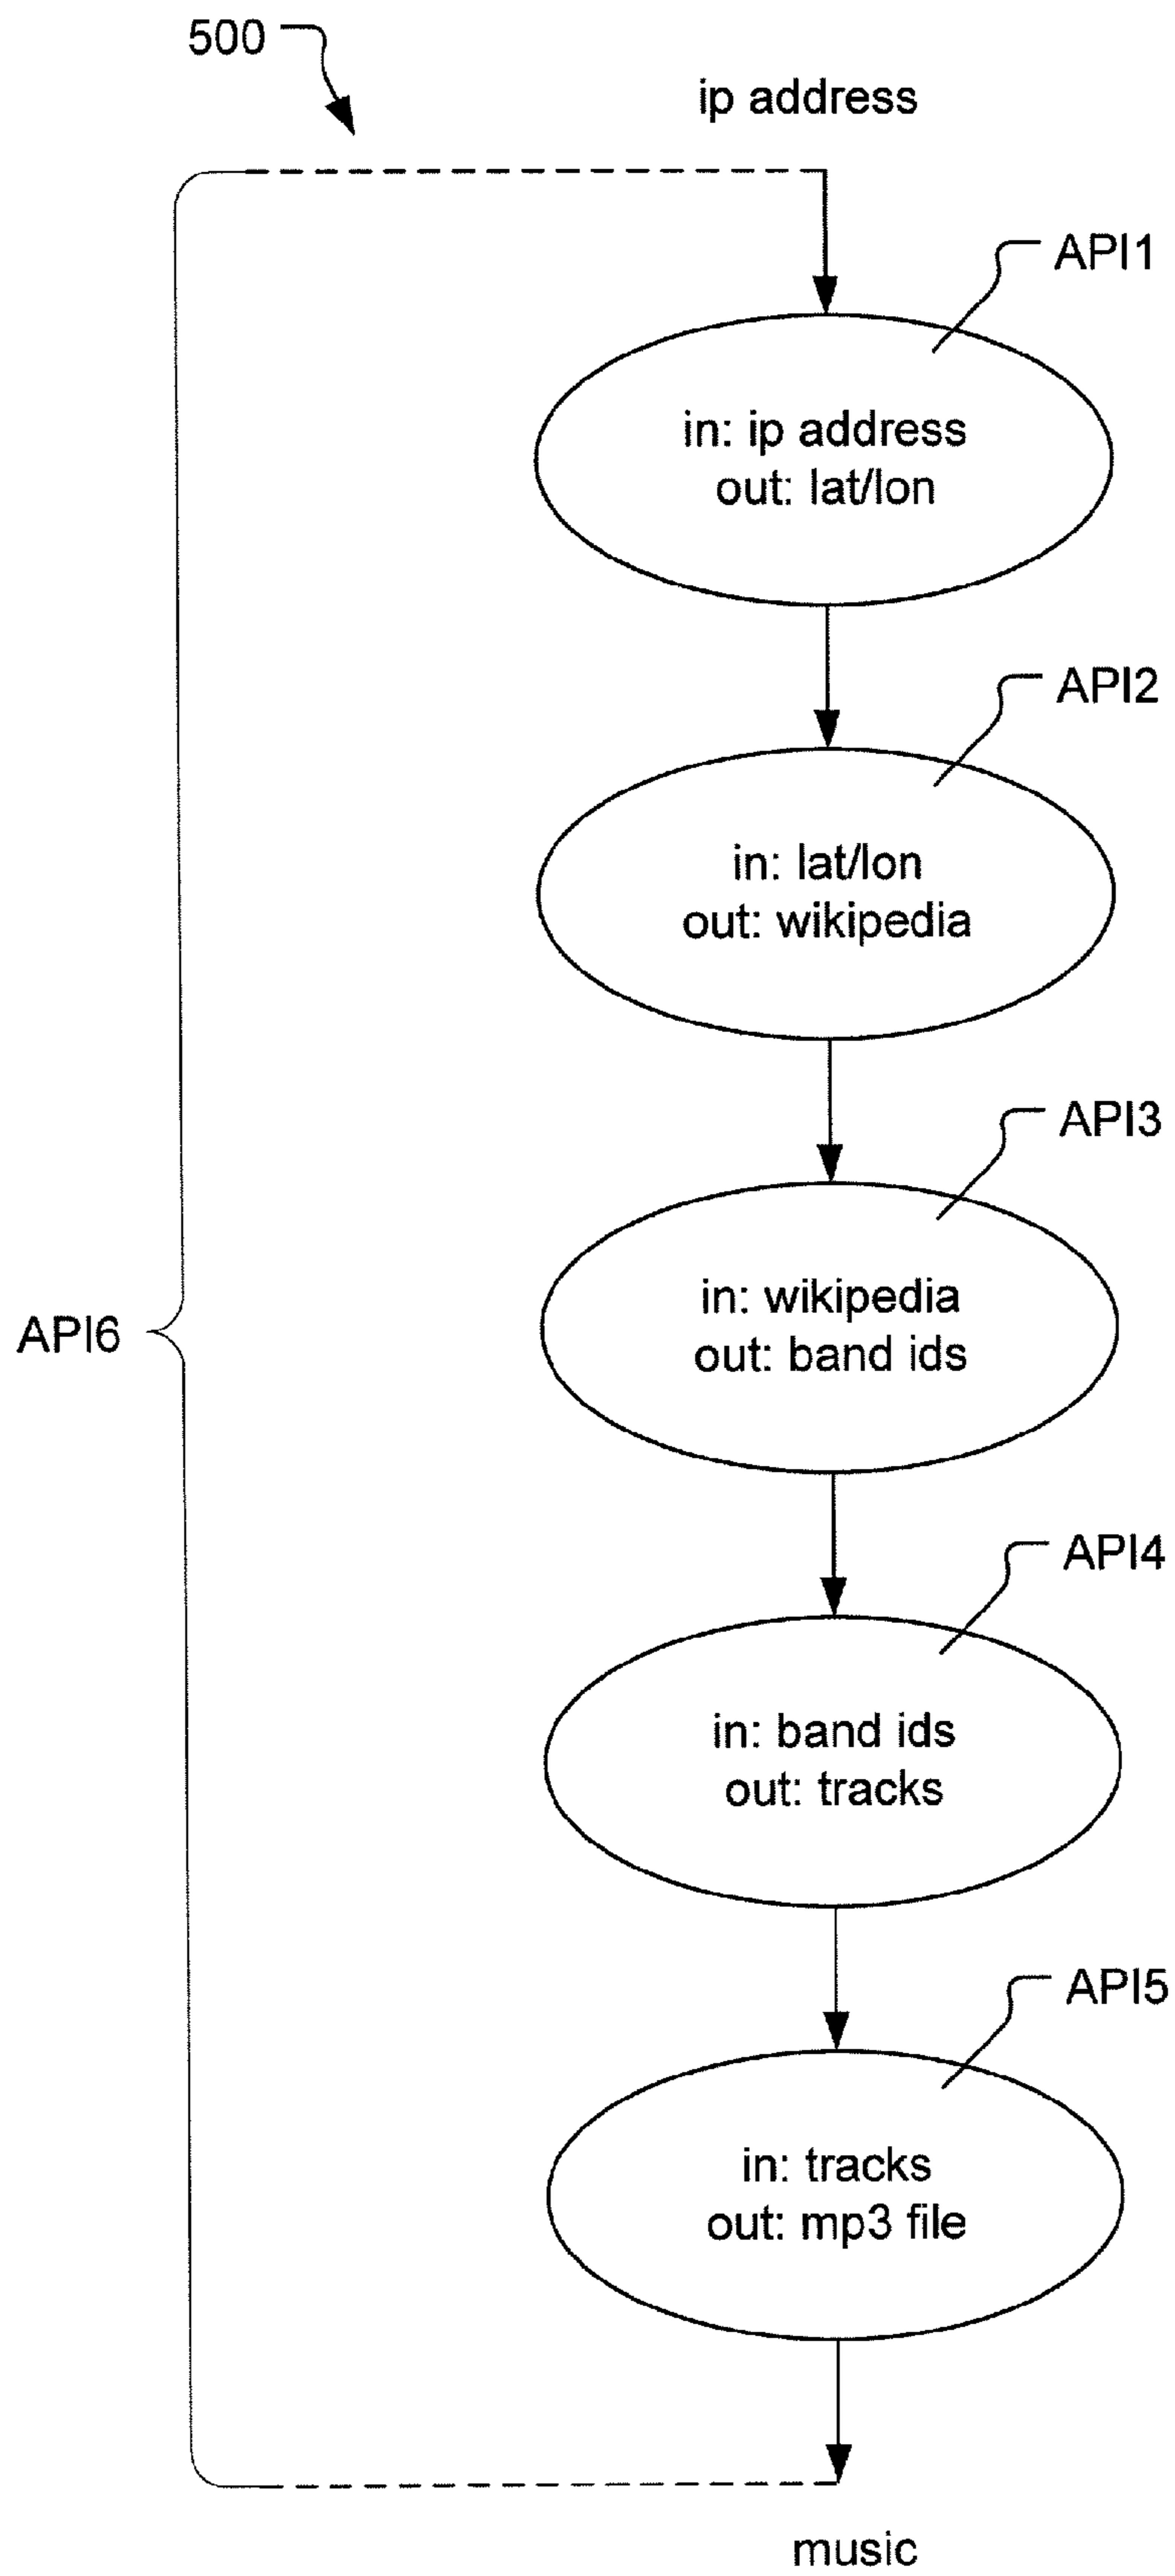 500
ip address
API1
in: ip address
out: lat/lon
API2
in: lat/lon
out: wikipedia
API3
in: wikipedia
out: band ids
API6
API4
in: band ids
out: tracks
API5
in: tracks
out: mp3 file
music